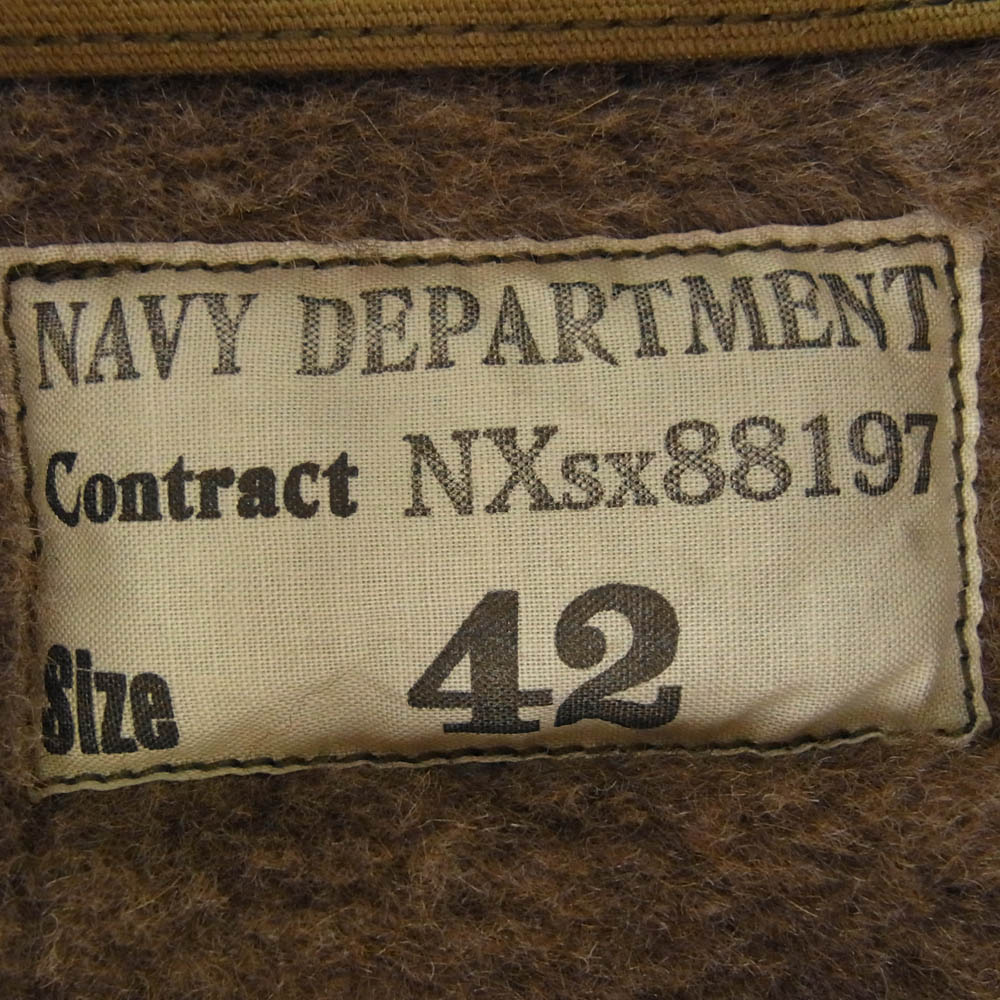 NAVY DEPARTMENT
Contract NXsx88197
Size 42